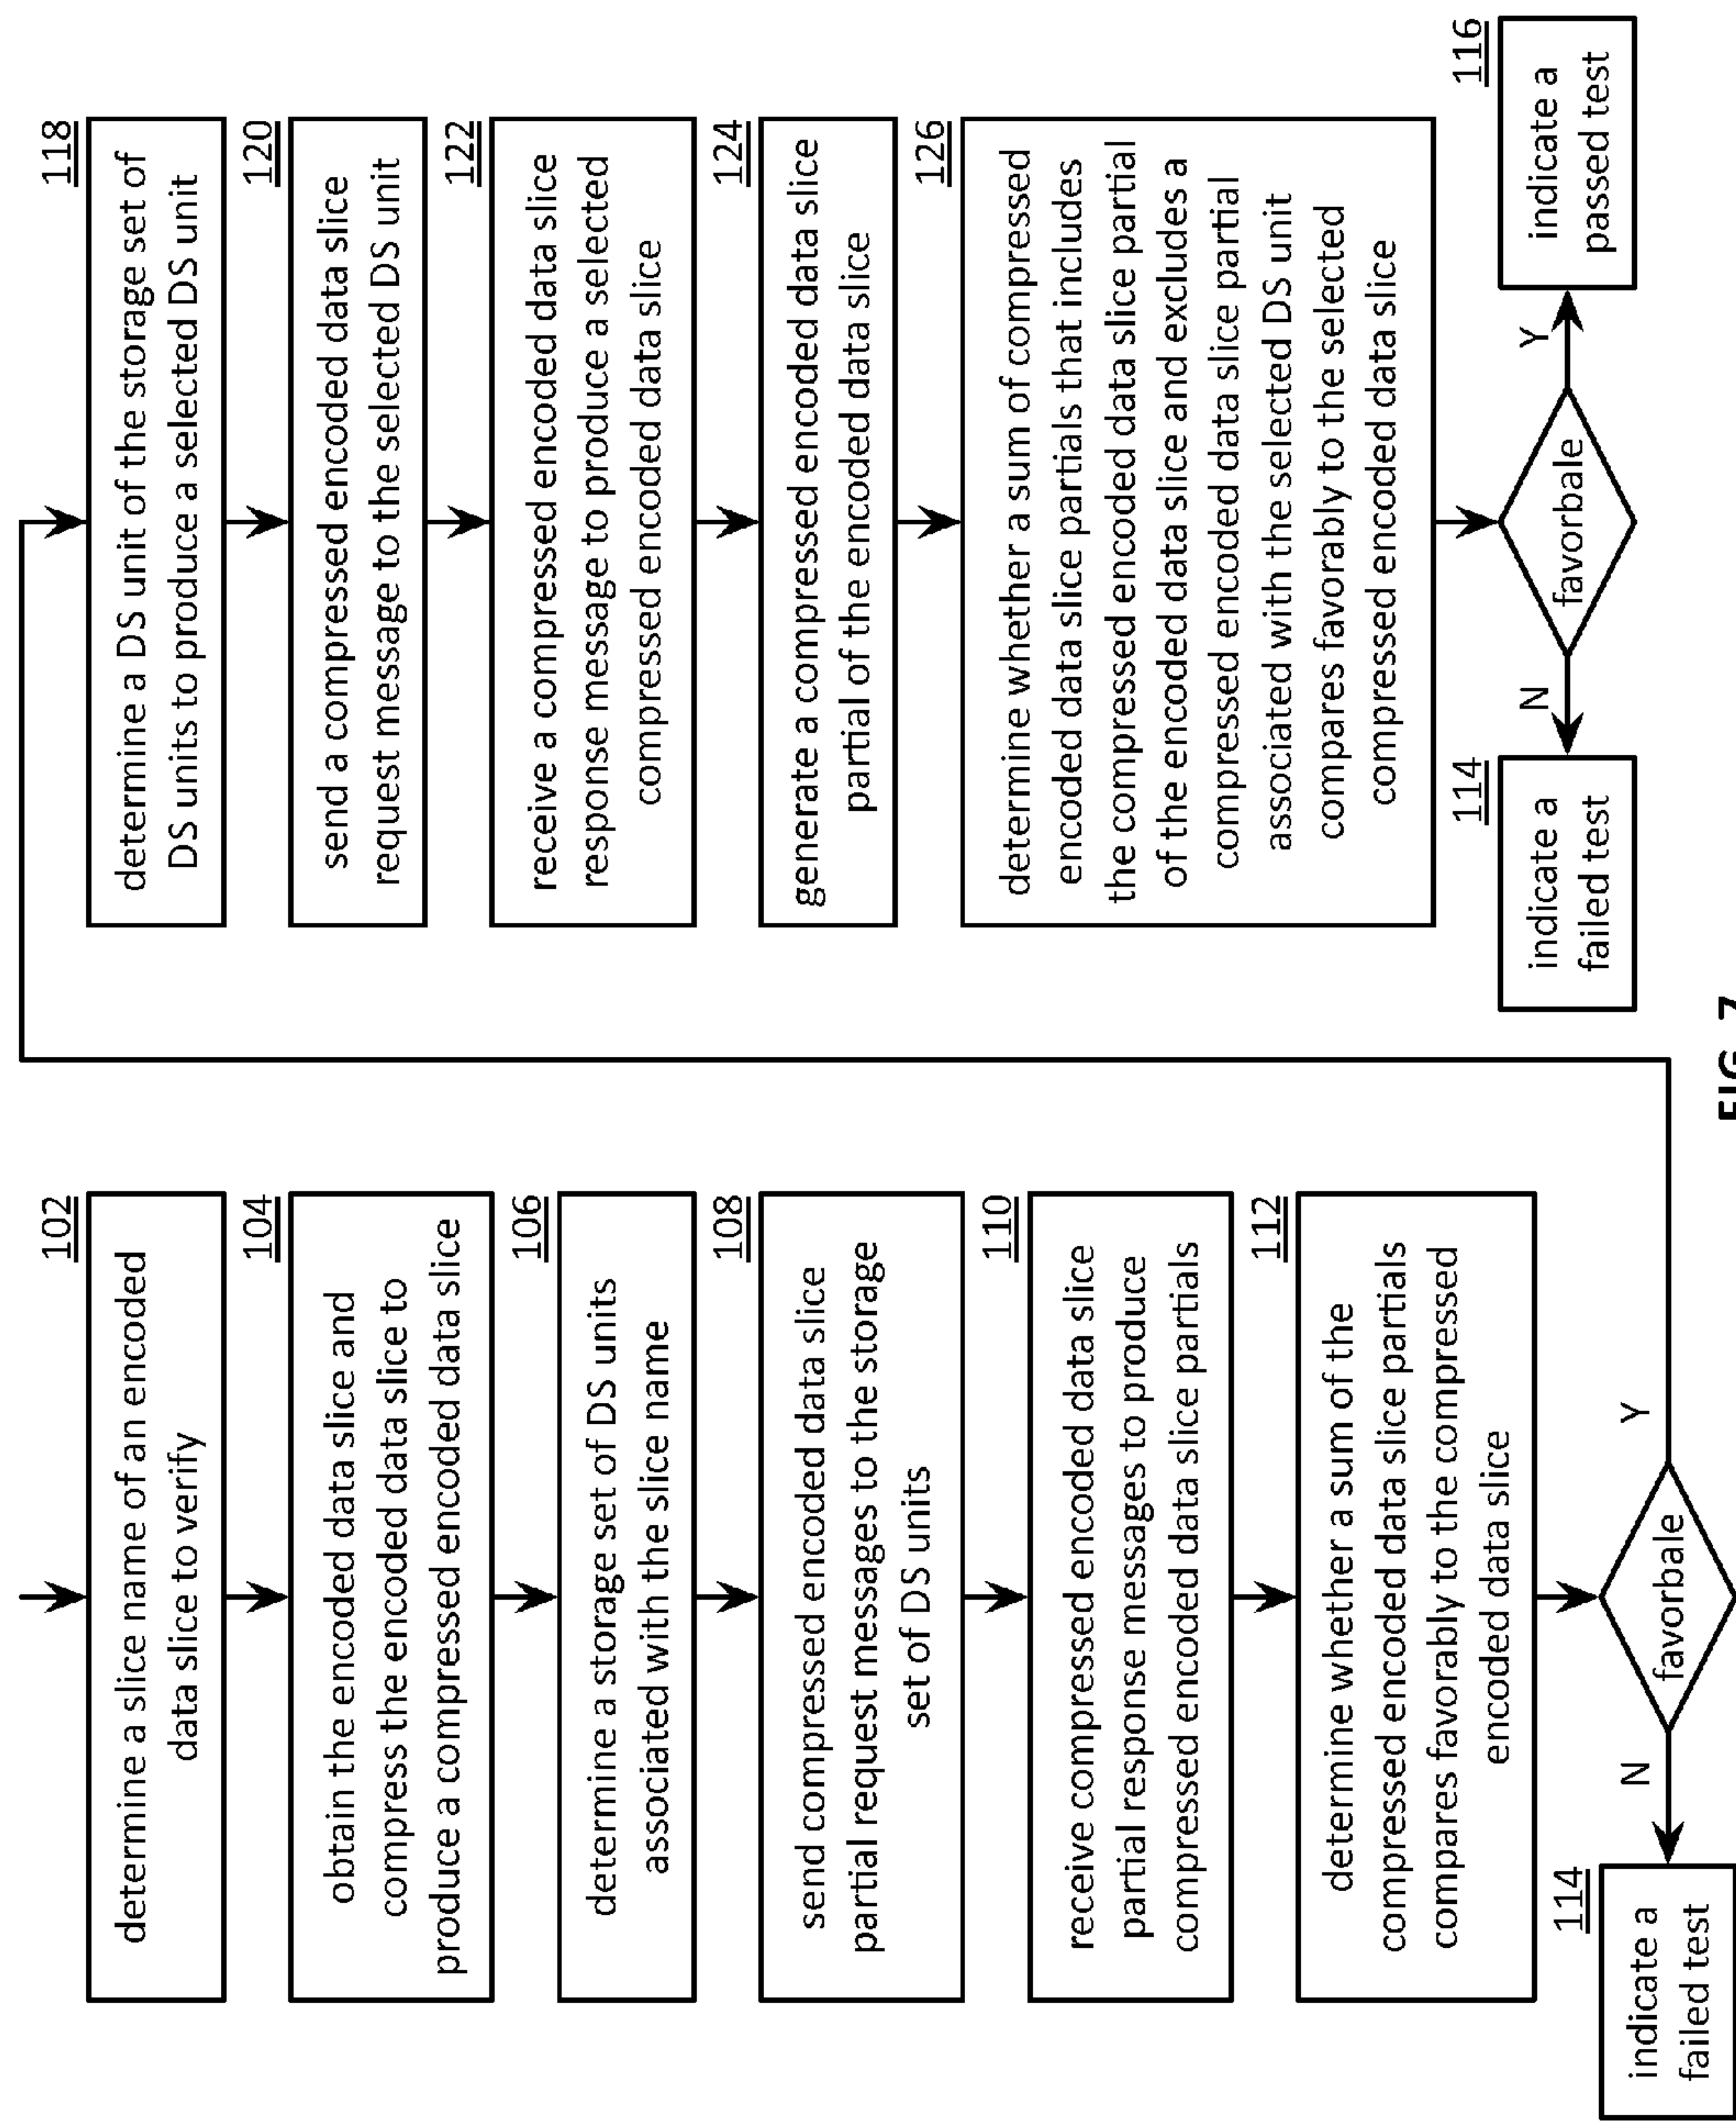 102
determine a slice name of an encoded
data slice to verify
104
obtain the encoded data slice and
compress the encoded data slice to
produce a compressed encoded data slice
106
determine a storage set of DS units
associated with the slice name
108
send compressed encoded data slice
partial request messages to the storage
set of DS units
110
receive compressed encoded data slice
partial response messages to produce
compressed encoded data slice partials
112
determine whether a sum of the
compressed encoded data slice partials
compares favorably to the compressed
encoded data slice
favorbale
N
Y
114
indicate a
failed test
118
determine a DS unit of the storage set of
DS units to produce a selected DS unit
120
send a compressed encoded data slice
request message to the selected DS unit
122
receive a compressed encoded data slice
response message to produce a selected
compressed encoded data slice
124
generate a compressed encoded data slice
partial of the encoded data slice
126
determine whether a sum of compressed
encoded data slice partials that includes
the compressed encoded data slice partial
of the encoded data slice and excludes a
compressed encoded data slice partial
associated with the selected DS unit
compares favorably to the selected
compressed encoded data slice
favorbale
N
Y
114
indicate a
failed test
116
indicate a
passed test
FIG. 7